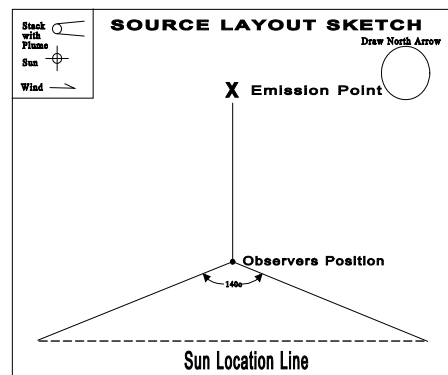 SOURCE LAYOUT SKETCH
Stack
with
Plume
Sun
Wind
Draw North Arrow
X Emission Point
Observers Position
140o
Sun Location Line